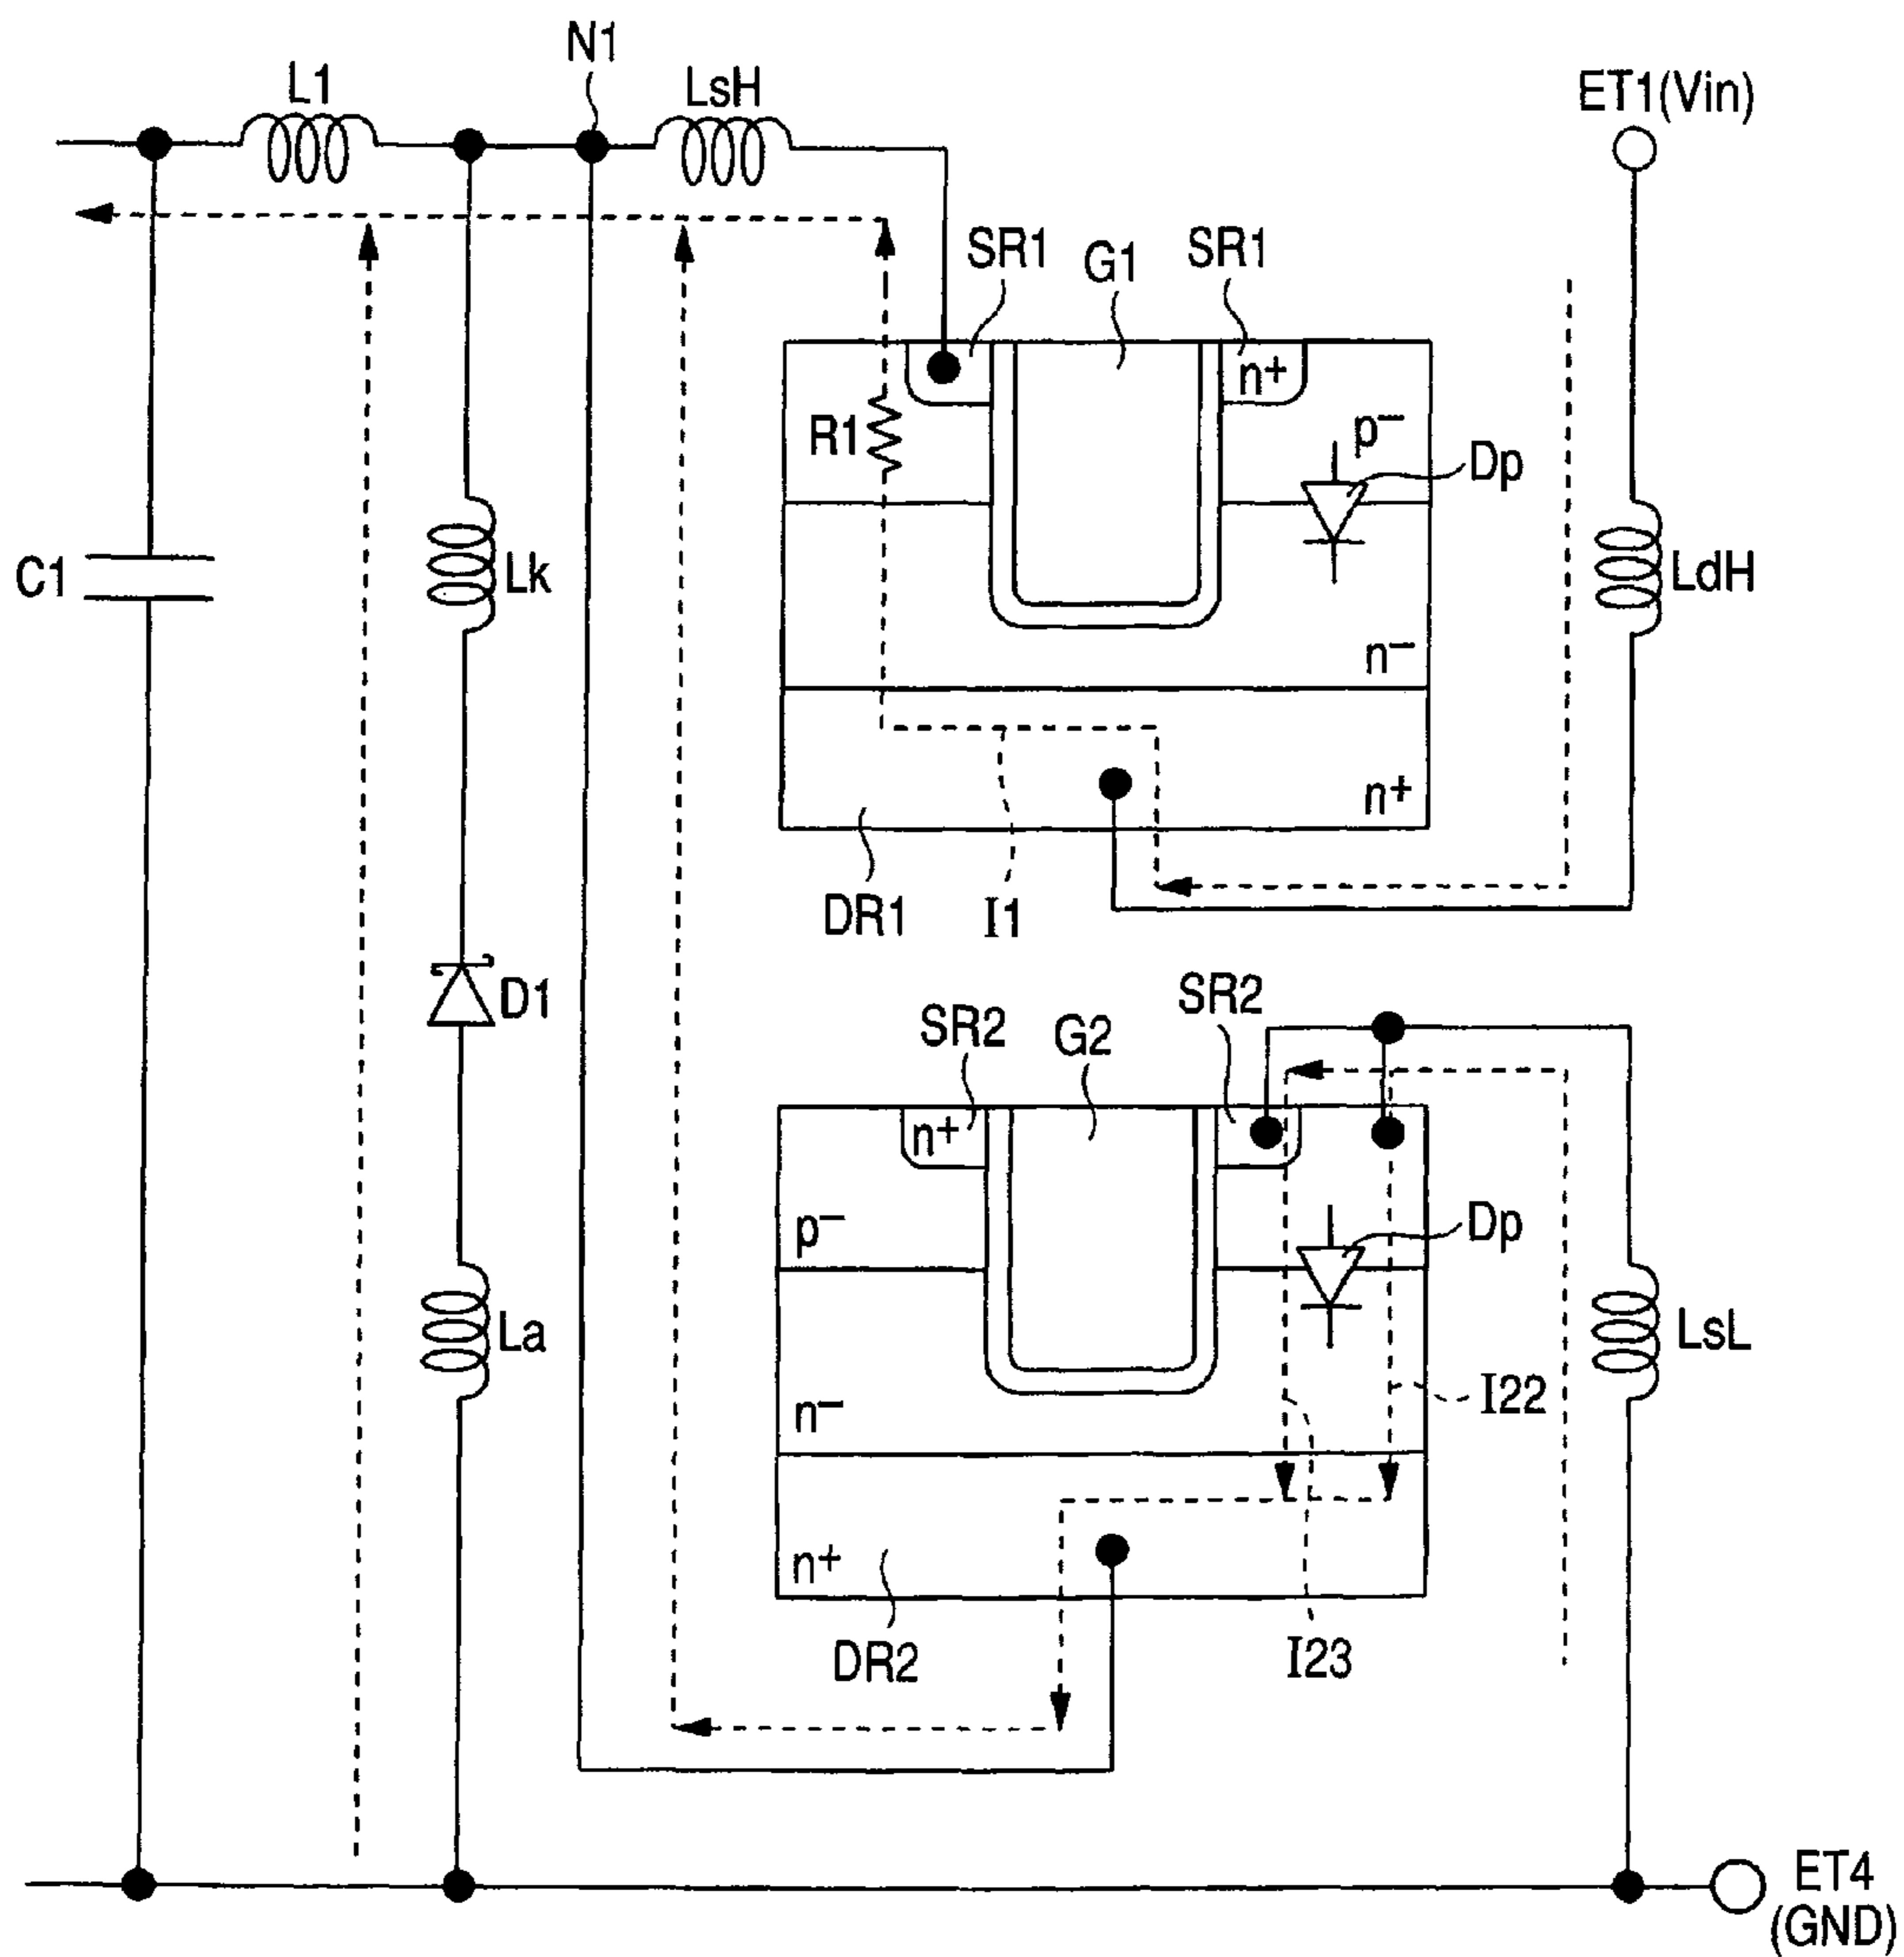 N1
L1
LsH
ET1(Vin)
SR1
G1
SR1
n+
R1
p−
Dp
C1
Lk
LdH
n−
n+
DR1
I1
D1
SR2
G2
SR2
n+
p−
Dp
La
LsL
n−
I22
n+
DR2
I23
ET4
(GND)